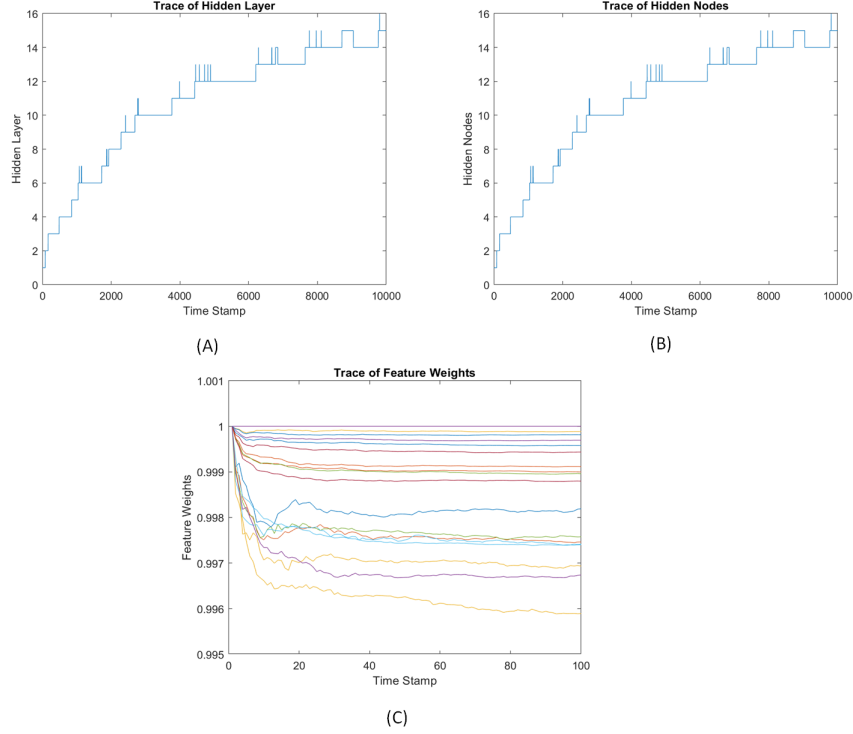 Trace of Hidden Layer
16
14
12
10
8
6
4
2
0
Hidden Layer
0 2000 4000 6000 8000 10000
Time Stamp
(A)
Trace of Hidden Nodes
16
14
12
10
8
6
4
2
0
Hidden Nodes
0 2000 4000 6000 8000 10000
Time Stamp
(B)
Trace of Feature Weights
1.001
1
0.999
0.998
0.997
0.996
0.995
Feature Weights
0 20 40 60 80 100
Time Stamp
(C)